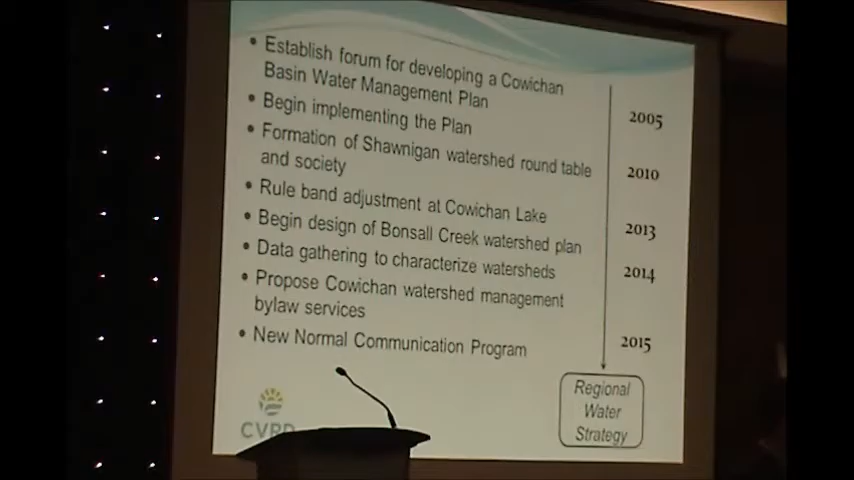 • Establish forum for developing a Cowichan
Basin Water Management Plan
• Begin implementing the Plan
• Formation of Shawnigan watershed round table
and society
• Rule band adjustment at Cowichan Lake
• Begin design of Bonsall Creek watershed plan
• Data gathering to characterize watersheds
• Propose Cowichan watershed management
bylaw services
• New Normal Communication Program
2005
2010
2013
2014
2015
Regional
Water
Strategy
CVRD